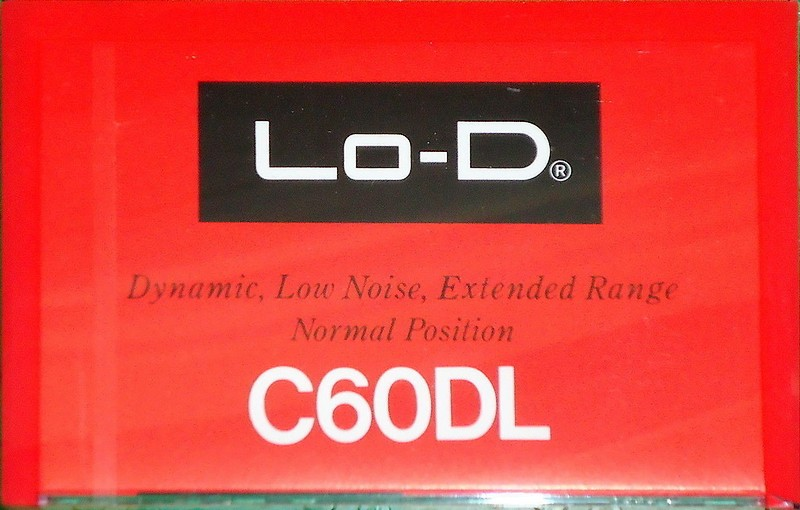 Lo-D®
Dynamic, Low Noise, Extended Range
Normal Position
C60DL